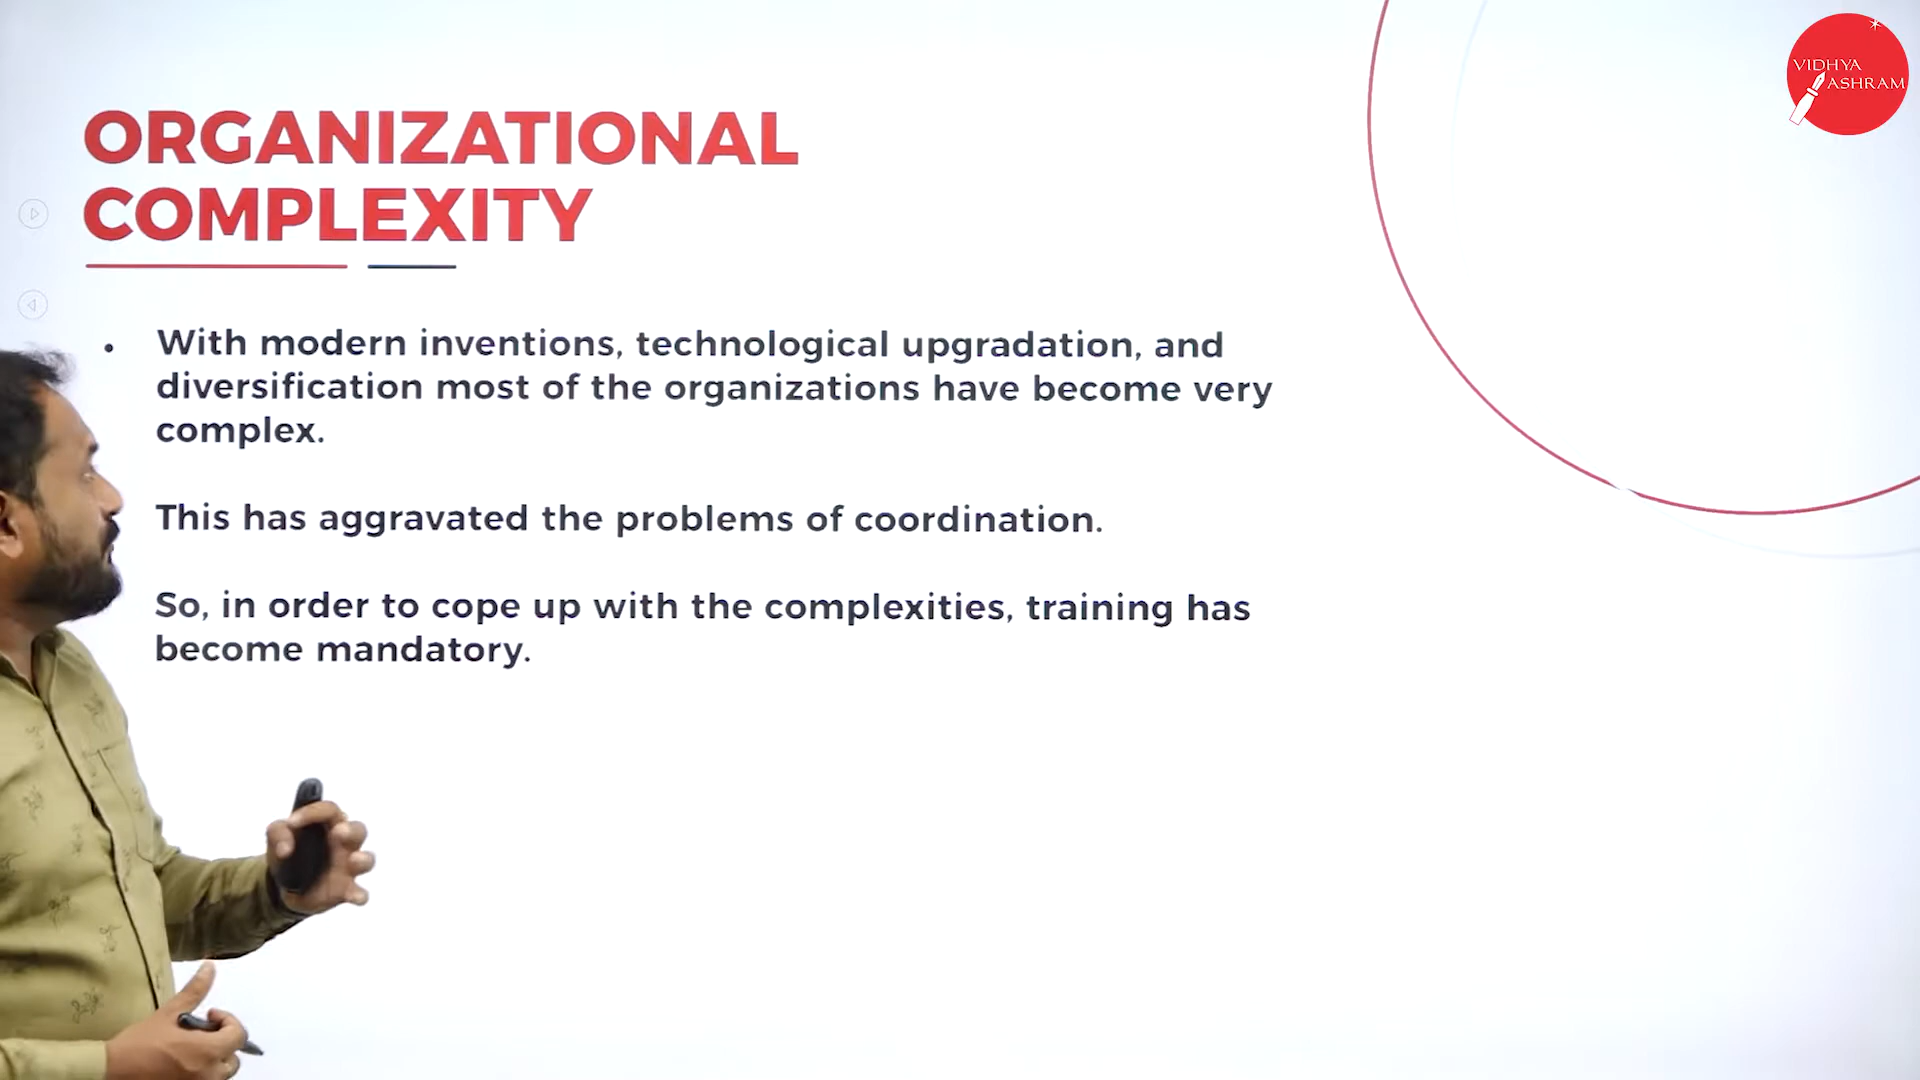 VIDHYA
ASHRAM
ORGANIZATIONAL
COMPLEXITY
• With modern inventions, technological upgradation, and
diversification most of the organizations have become very
complex.
This has aggravated the problems of coordination.
So, in order to cope up with the complexities, training has
become mandatory.